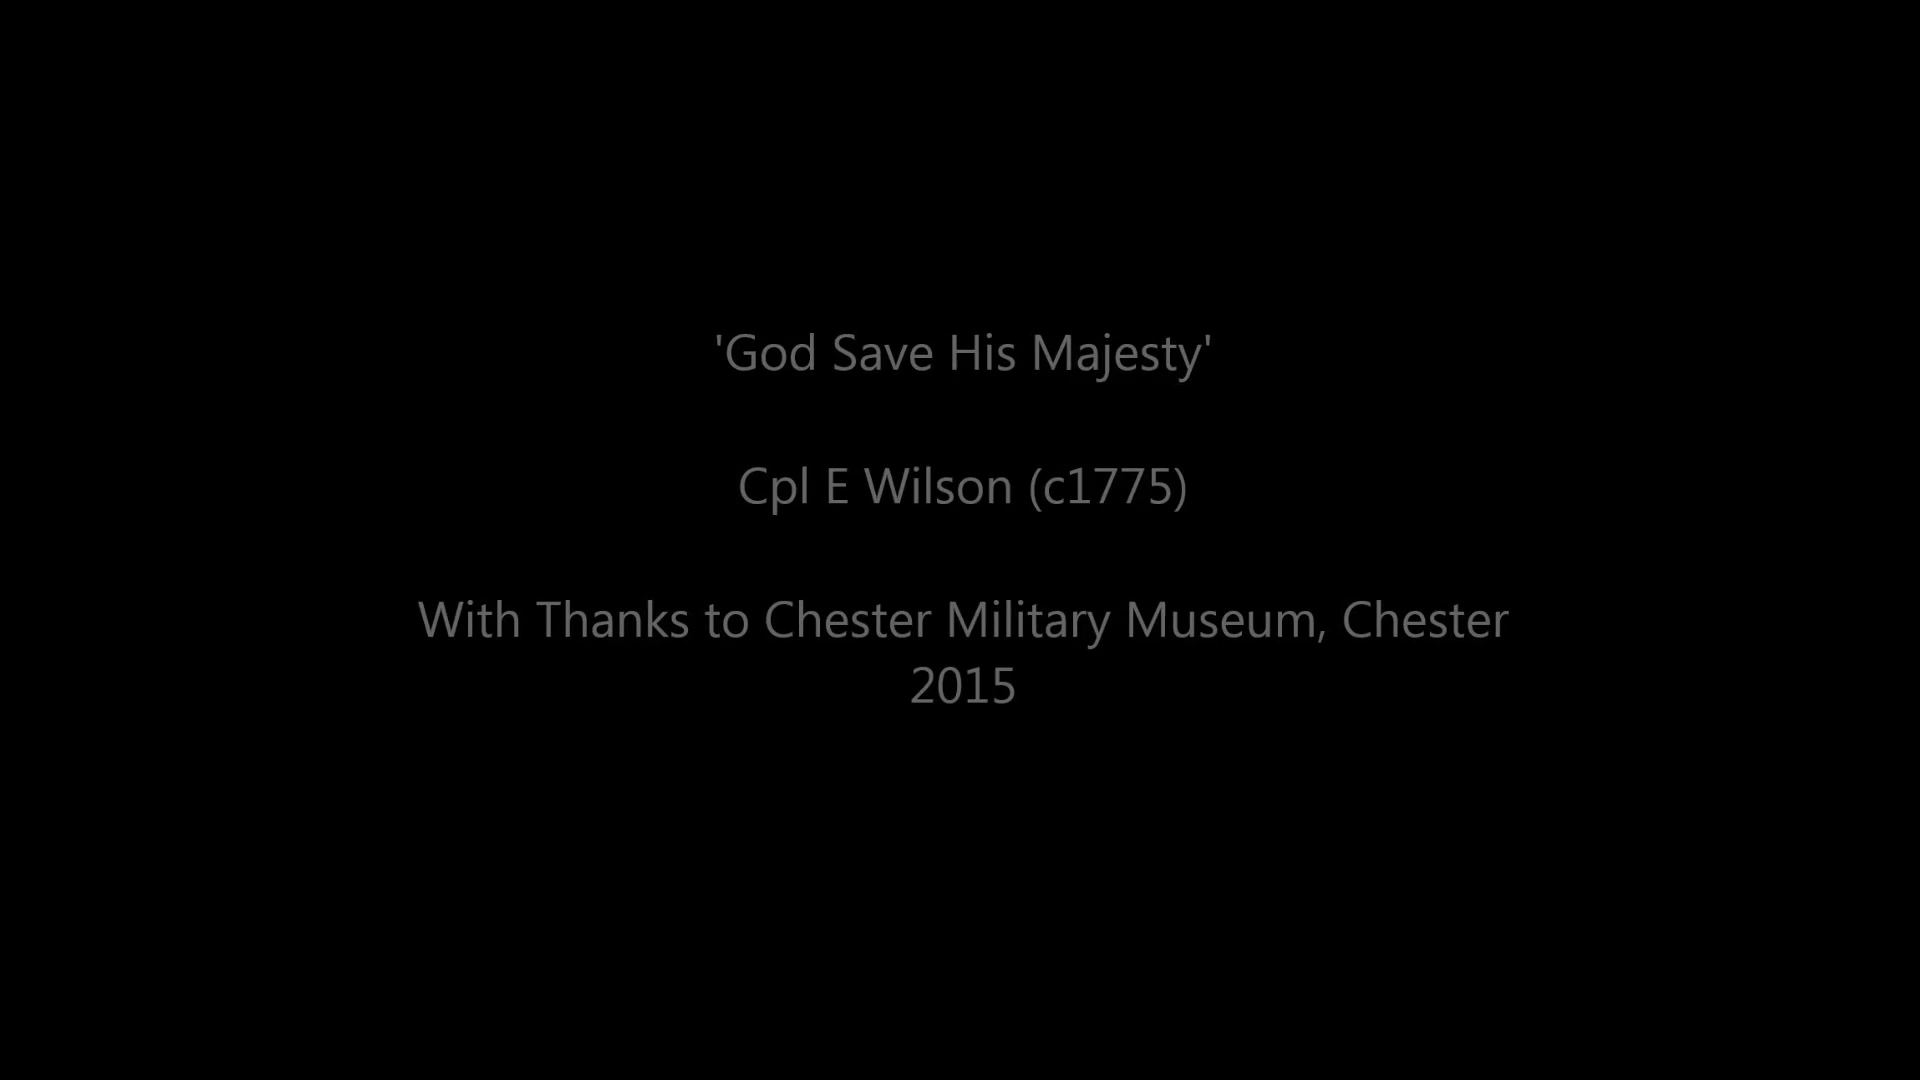 'God Save His Majesty'
Cpl E Wilson (c1775)
With Thanks to Chester Military Museum, Chester
2015